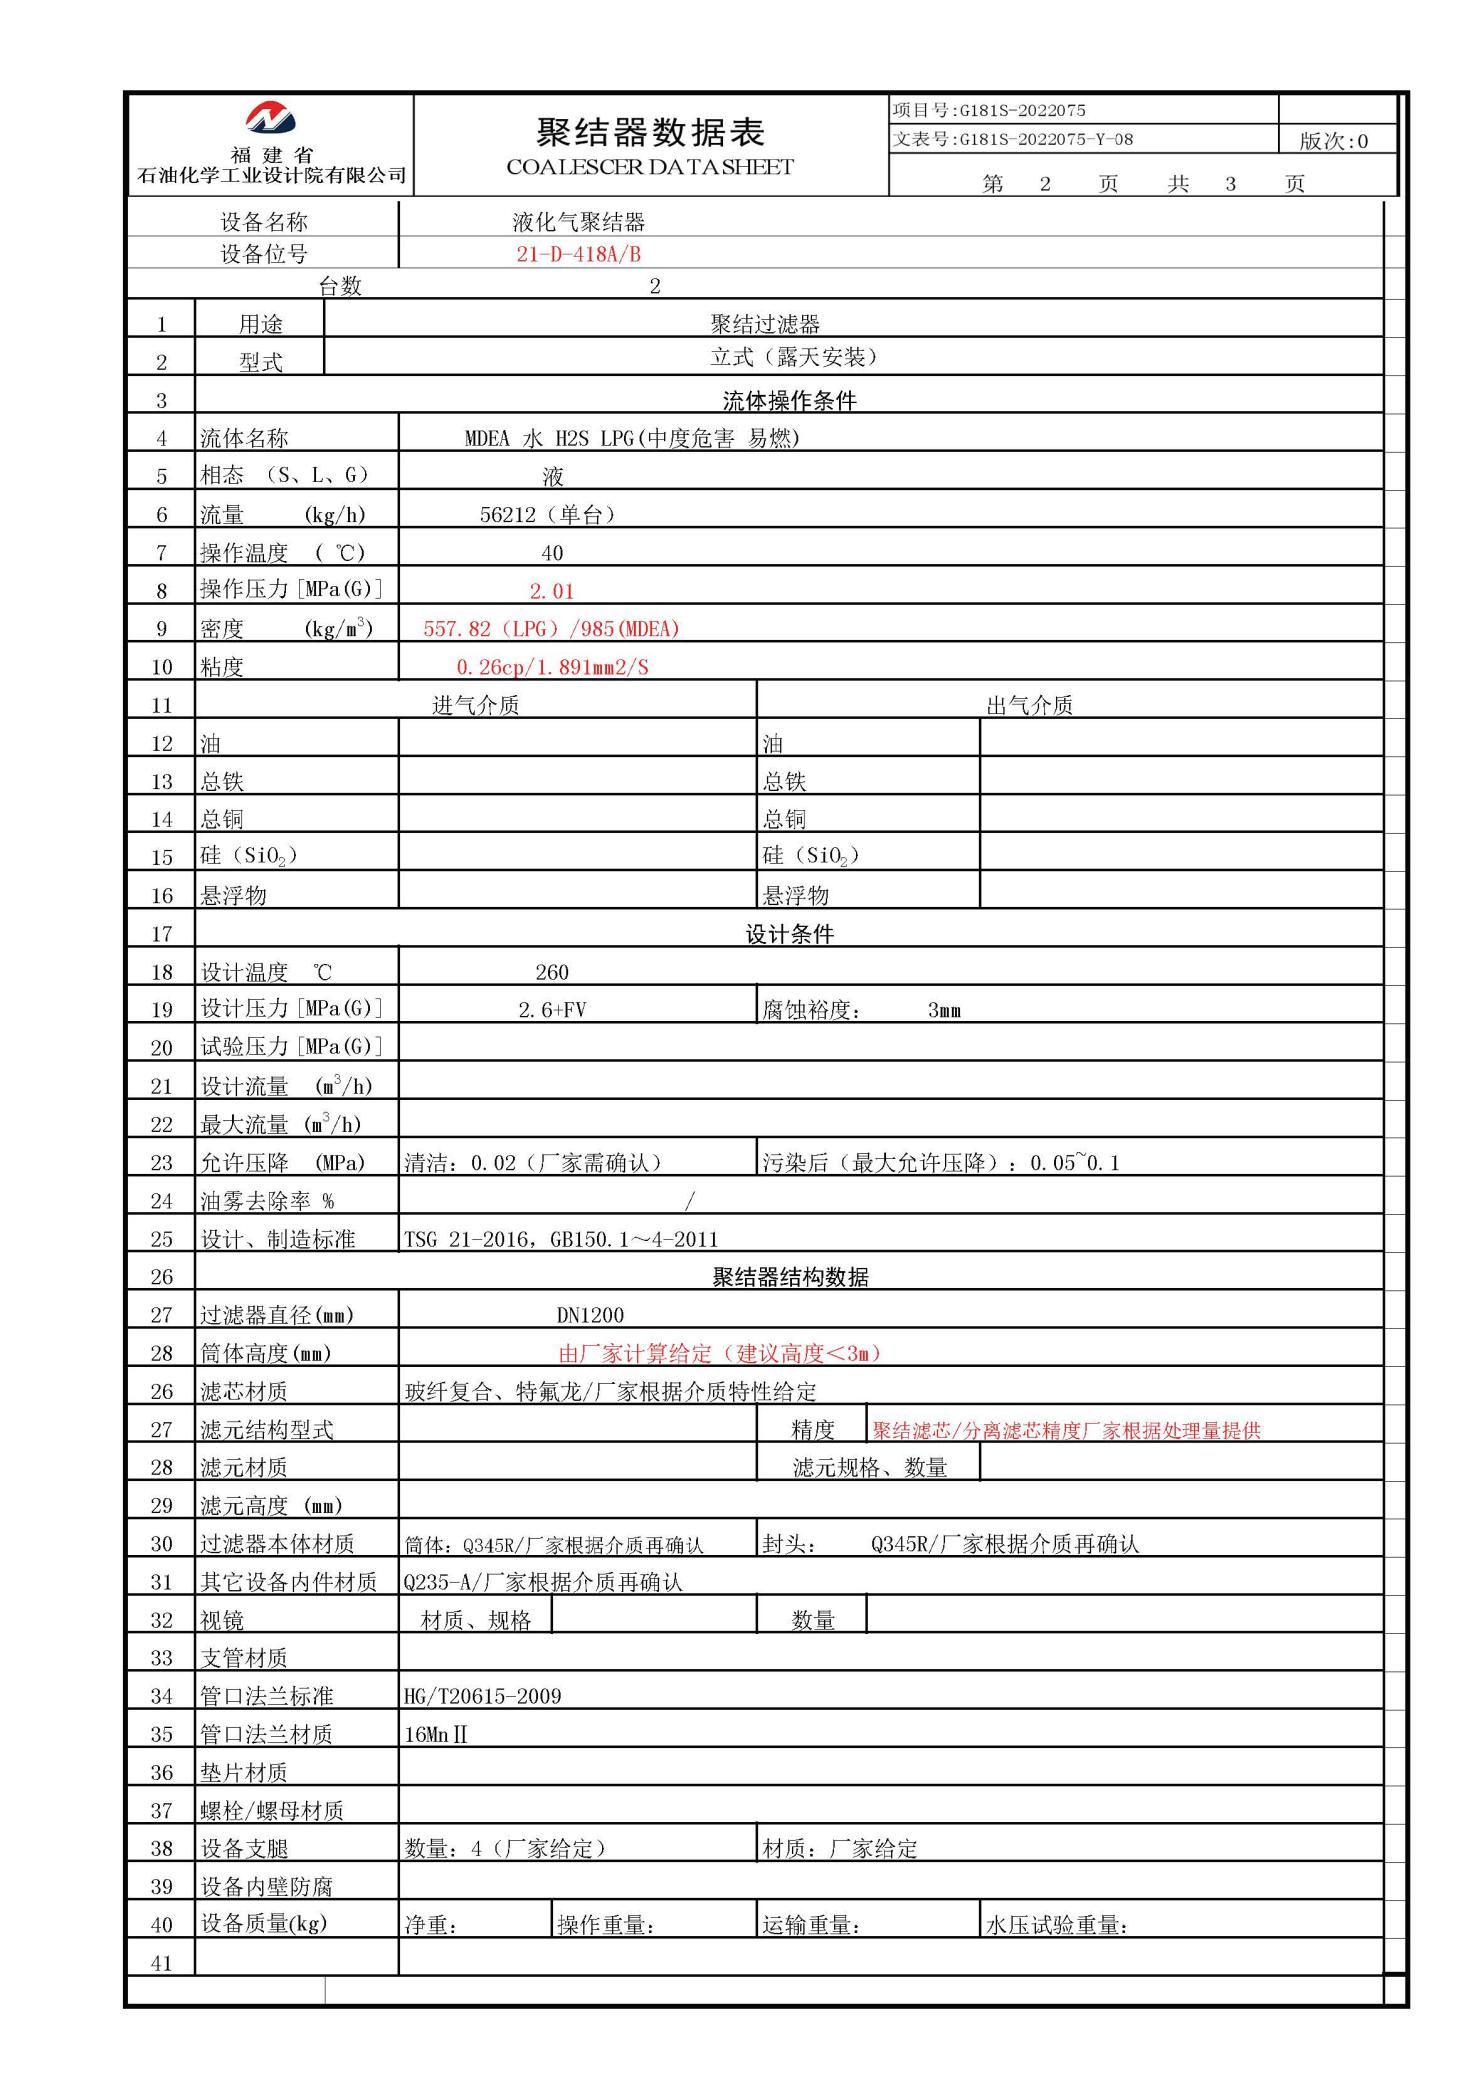 福 建 省
石油化学工业设计院有限公司
聚结器数据表
COALESCER DATASHEET
项目号:G181S-2022075
文表号:G181S-2022075-Y-08
版次:0
第 2 页 共 3 页
设备名称 液化气聚结器
设备位号 21-D-418A/B
台数 2
1 用途 聚结过滤器
2 型式 立式（露天安装）
3 流体操作条件
4 流体名称 MDEA 水 H2S LPG(中度危害 易燃)
5 相态 （S、L、G） 液
6 流量 (kg/h) 56212（单台）
7 操作温度 ( ℃) 40
8 操作压力[MPa(G)] 2.01
9 密度 (kg/m³) 557.82（LPG）/985(MDEA)
10 粘度 0.26cp/1.891mm2/S
11 进气介质 出气介质
12 油 油
13 总铁 总铁
14 总铜 总铜
15 硅（SiO₂） 硅（SiO₂）
16 悬浮物 悬浮物
17 设计条件
18 设计温度 ℃ 260
19 设计压力[MPa(G)] 2.6+FV 腐蚀裕度： 3mm
20 试验压力[MPa(G)]
21 设计流量 (m³/h)
22 最大流量 (m³/h)
23 允许压降 (MPa) 清洁：0.02（厂家需确认） 污染后（最大允许压降）：0.05~0.1
24 油雾去除率 % /
25 设计、制造标准 TSG 21-2016，GB150.1～4-2011
26 聚结器结构数据
27 过滤器直径(mm) DN1200
28 筒体高度(mm) 由厂家计算给定（建议高度＜3m）
26 滤芯材质 玻纤复合、特氟龙/厂家根据介质特性给定
27 滤元结构型式 精度 聚结滤芯/分离滤芯精度厂家根据处理量提供
28 滤元材质 滤元规格、数量
29 滤元高度 (mm)
30 过滤器本体材质 筒体：Q345R/厂家根据介质再确认 封头： Q345R/厂家根据介质再确认
31 其它设备内件材质 Q235-A/厂家根据介质再确认
32 视镜 材质、规格 数量
33 支管材质
34 管口法兰标准 HG/T20615-2009
35 管口法兰材质 16MnⅡ
36 垫片材质
37 螺栓/螺母材质
38 设备支腿 数量：4（厂家给定） 材质：厂家给定
39 设备内壁防腐
40 设备质量(kg) 净重： 操作重量： 运输重量： 水压试验重量：
41